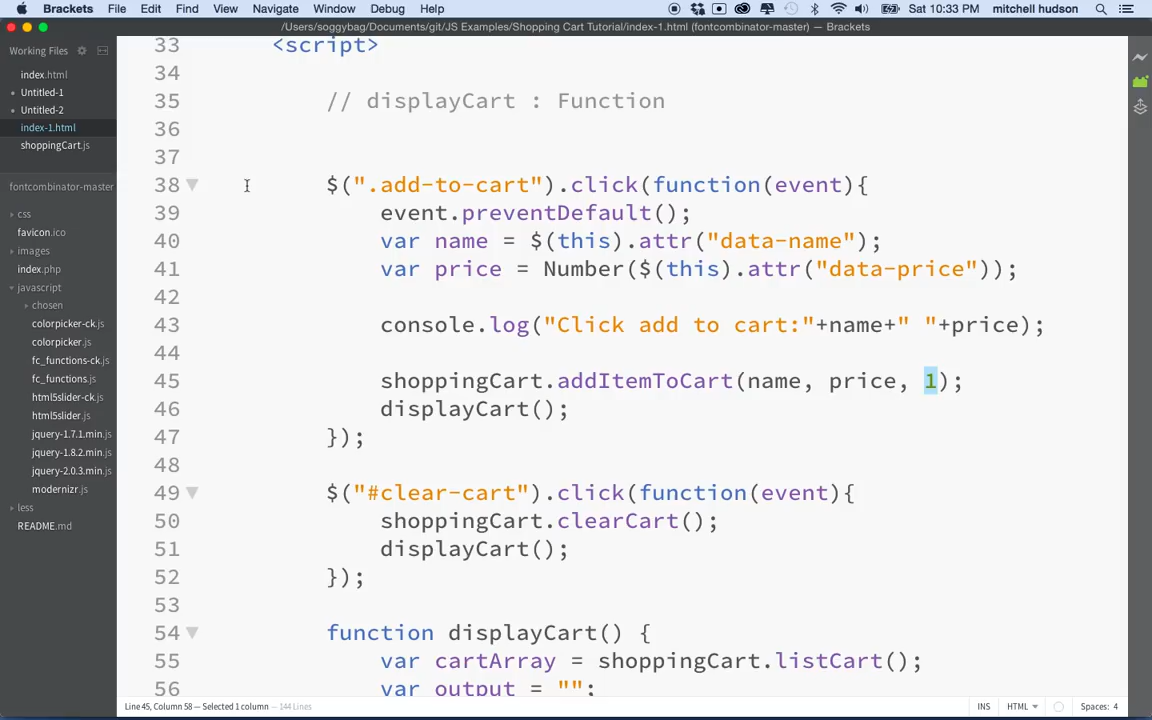 Brackets File Edit Find View Navigate Window Debug Help Sat 10:33 PM mitchell hudson
/Users/soggybag/Documents/git/JS Examples/Shopping Cart Tutorial/index-1.html (fontcombinator-master) — Brackets
Working Files
index.html
Untitled-1
Untitled-2
index-1.html
shoppingCart.js
fontcombinator-master
css
favicon.ico
images
index.php
javascript
chosen
colorpicker-ck.js
colorpicker.js
fc_functions-ck.js
fc_functions.js
html5slider-ck.js
html5slider.js
jquery-1.7.1.min.js
jquery-1.8.2.min.js
jquery-2.0.3.min.js
modernizr.js
less
README.md
33 <script>
34
35 // displayCart : Function
36
37
38 $(".add-to-cart").click(function(event){
39 event.preventDefault();
40 var name = $(this).attr("data-name");
41 var price = Number($(this).attr("data-price"));
42
43 console.log("Click add to cart:"+name+" "+price);
44
45 shoppingCart.addItemToCart(name, price, 1);
46 displayCart();
47 });
48
49 $("#clear-cart").click(function(event){
50 shoppingCart.clearCart();
51 displayCart();
52 });
53
54 function displayCart() {
55 var cartArray = shoppingCart.listCart();
56 var output = "";
Line 45, Column 58 — Selected 1 column — 144 Lines INS HTML Spaces: 4